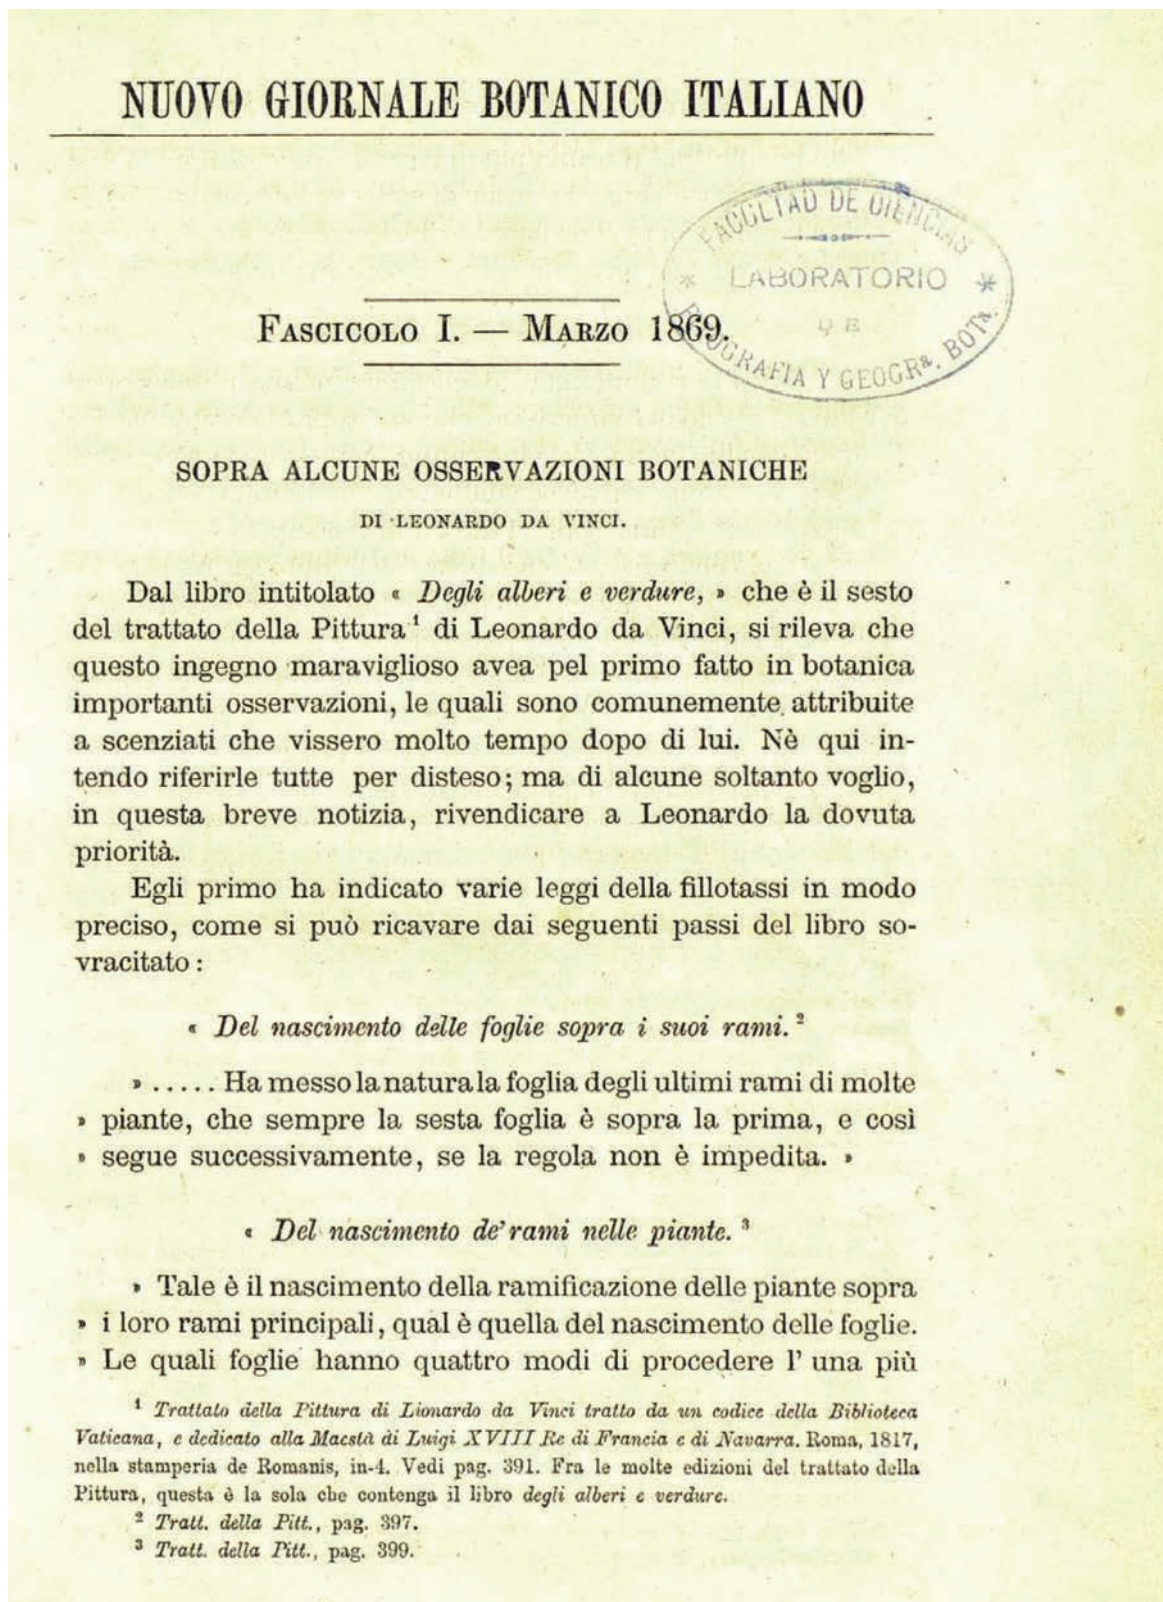 NUOVO GIORNALE BOTANICO ITALIANO
FACULTAD DE CIENCIAS
* LABORATORIO *
DE
GRAFIA Y GEOGRª. BOTª.
FASCICOLO I. — MARZO 1869.
SOPRA ALCUNE OSSERVAZIONI BOTANICHE
DI LEONARDO DA VINCI.
Dal libro intitolato « Degli alberi e verdure, » che è il sesto
del trattato della Pittura¹ di Leonardo da Vinci, si rileva che
questo ingegno maraviglioso avea pel primo fatto in botanica
importanti osservazioni, le quali sono comunemente attribuite
a scenziati che vissero molto tempo dopo di lui. Nè qui in-
tendo riferirle tutte per disteso; ma di alcune soltanto voglio,
in questa breve notizia, rivendicare a Leonardo la dovuta
priorità.
Egli primo ha indicato varie leggi della fillotassi in modo
preciso, come si può ricavare dai seguenti passi del libro so-
vracitato :
« Del nascimento delle foglie sopra i suoi rami. ²
» ..... Ha messo la natura la foglia degli ultimi rami di molte
» piante, che sempre la sesta foglia è sopra la prima, e così
» segue successivamente, se la regola non è impedita. »
« Del nascimento de' rami nelle piante. ³
» Tale è il nascimento della ramificazione delle piante sopra
» i loro rami principali, qual è quella del nascimento delle foglie.
» Le quali foglie hanno quattro modi di procedere l' una più
¹ Trattato della Pittura di Lionardo da Vinci tratto da un codice della Biblioteca
Vaticana, e dedicato alla Maestà di Luigi XVIII Re di Francia e di Navarra. Roma, 1817,
nella stamperia de Romanis, in-4. Vedi pag. 391. Fra le molte edizioni del trattato della
Pittura, questa è la sola che contenga il libro degli alberi e verdure.
² Tratt. della Pitt., pag. 397.
³ Tratt. della Pitt., pag. 399.